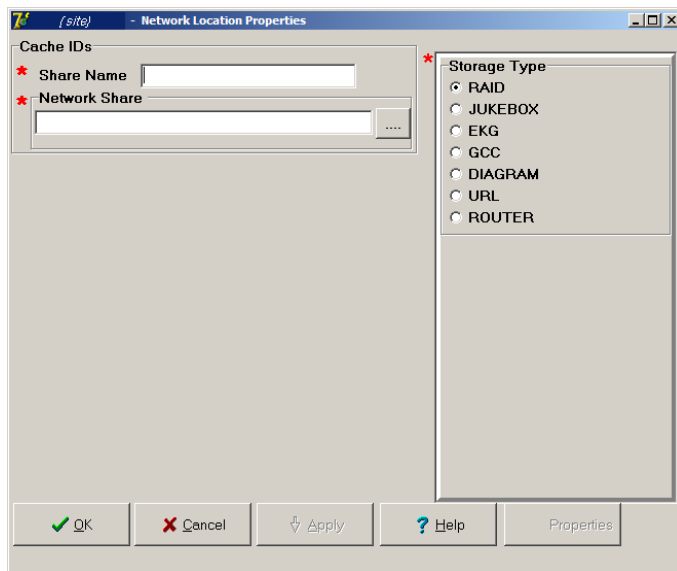 (site) - Network Location Properties
Cache IDs
* Share Name
* Network Share
....
* Storage Type
RAID
JUKEBOX
EKG
GCC
DIAGRAM
URL
ROUTER
OK Cancel Apply ? Help Properties